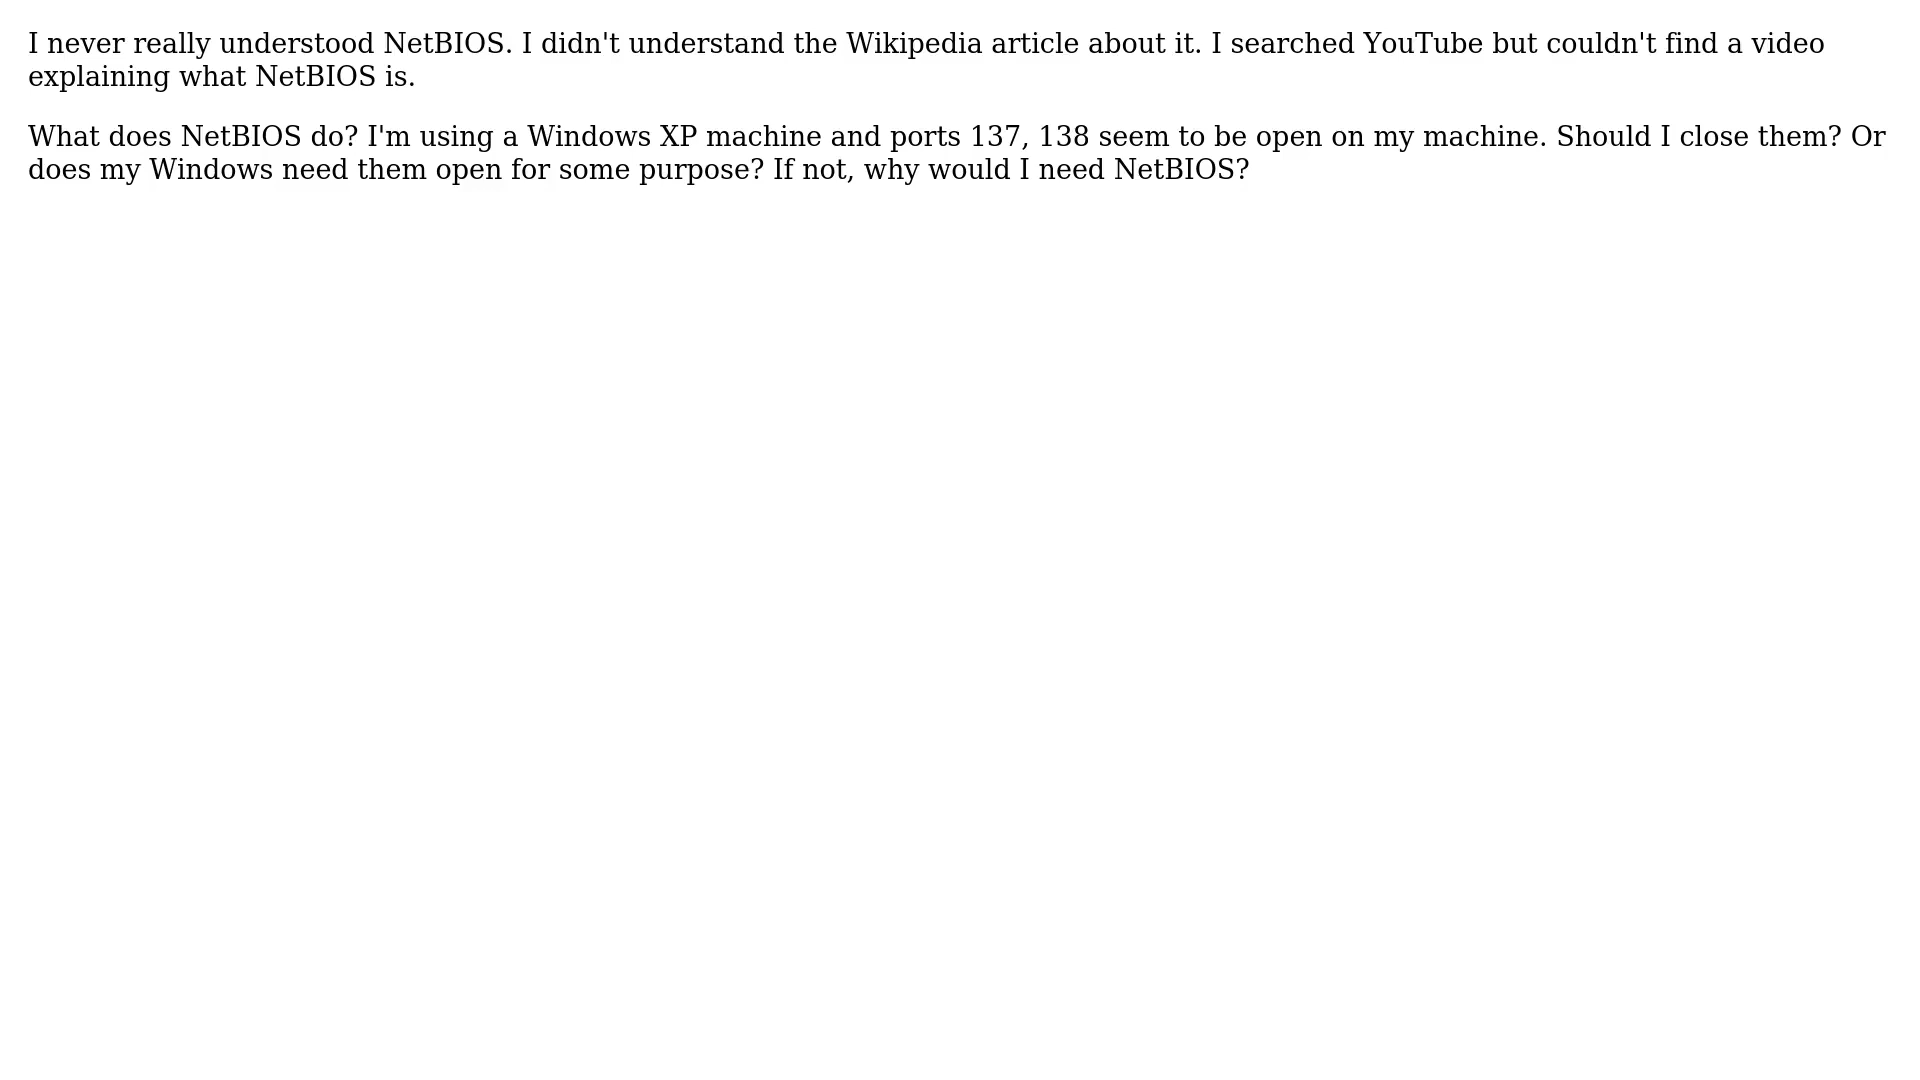 I never really understood NetBIOS. I didn't understand the Wikipedia article about it. I searched YouTube but couldn't find a video
explaining what NetBIOS is.
What does NetBIOS do? I'm using a Windows XP machine and ports 137, 138 seem to be open on my machine. Should I close them? Or
does my Windows need them open for some purpose? If not, why would I need NetBIOS?